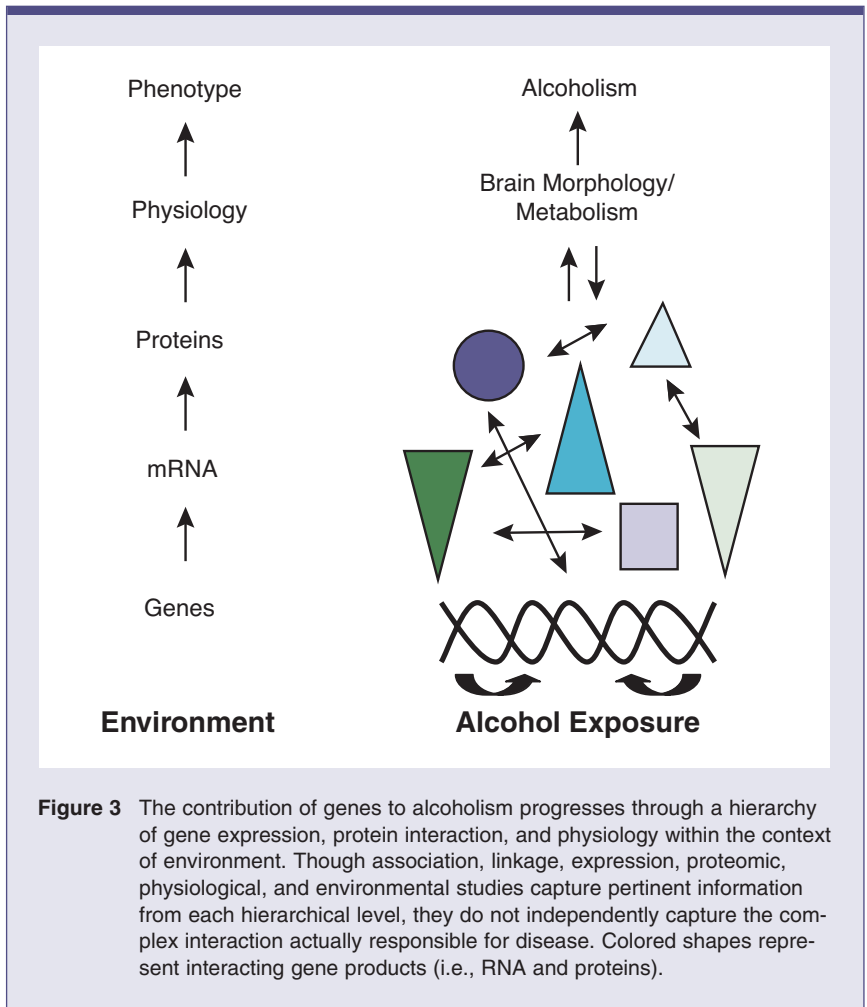 Phenotype
Physiology
Proteins
mRNA
Genes
Environment
Alcoholism
Brain Morphology/
Metabolism
Alcohol Exposure
Figure 3 The contribution of genes to alcoholism progresses through a hierarchy
of gene expression, protein interaction, and physiology within the context
of environment. Though association, linkage, expression, proteomic,
physiological, and environmental studies capture pertinent information
from each hierarchical level, they do not independently capture the com-
plex interaction actually responsible for disease. Colored shapes repre-
sent interacting gene products (i.e., RNA and proteins).